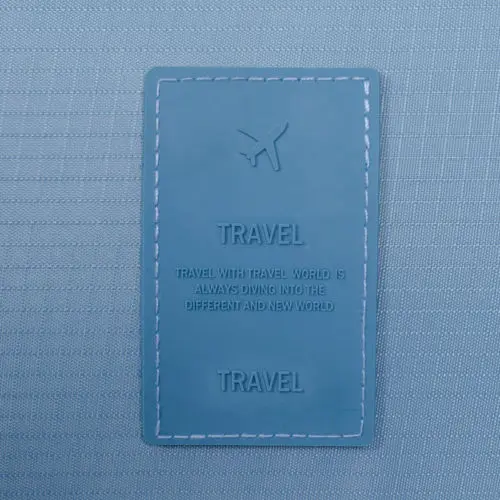 TRAVEL
TRAVEL WITH TRAVEL WORLD IS
ALWAYS DIVING INTO THE
DIFFERENT AND NEW WORLD
TRAVEL